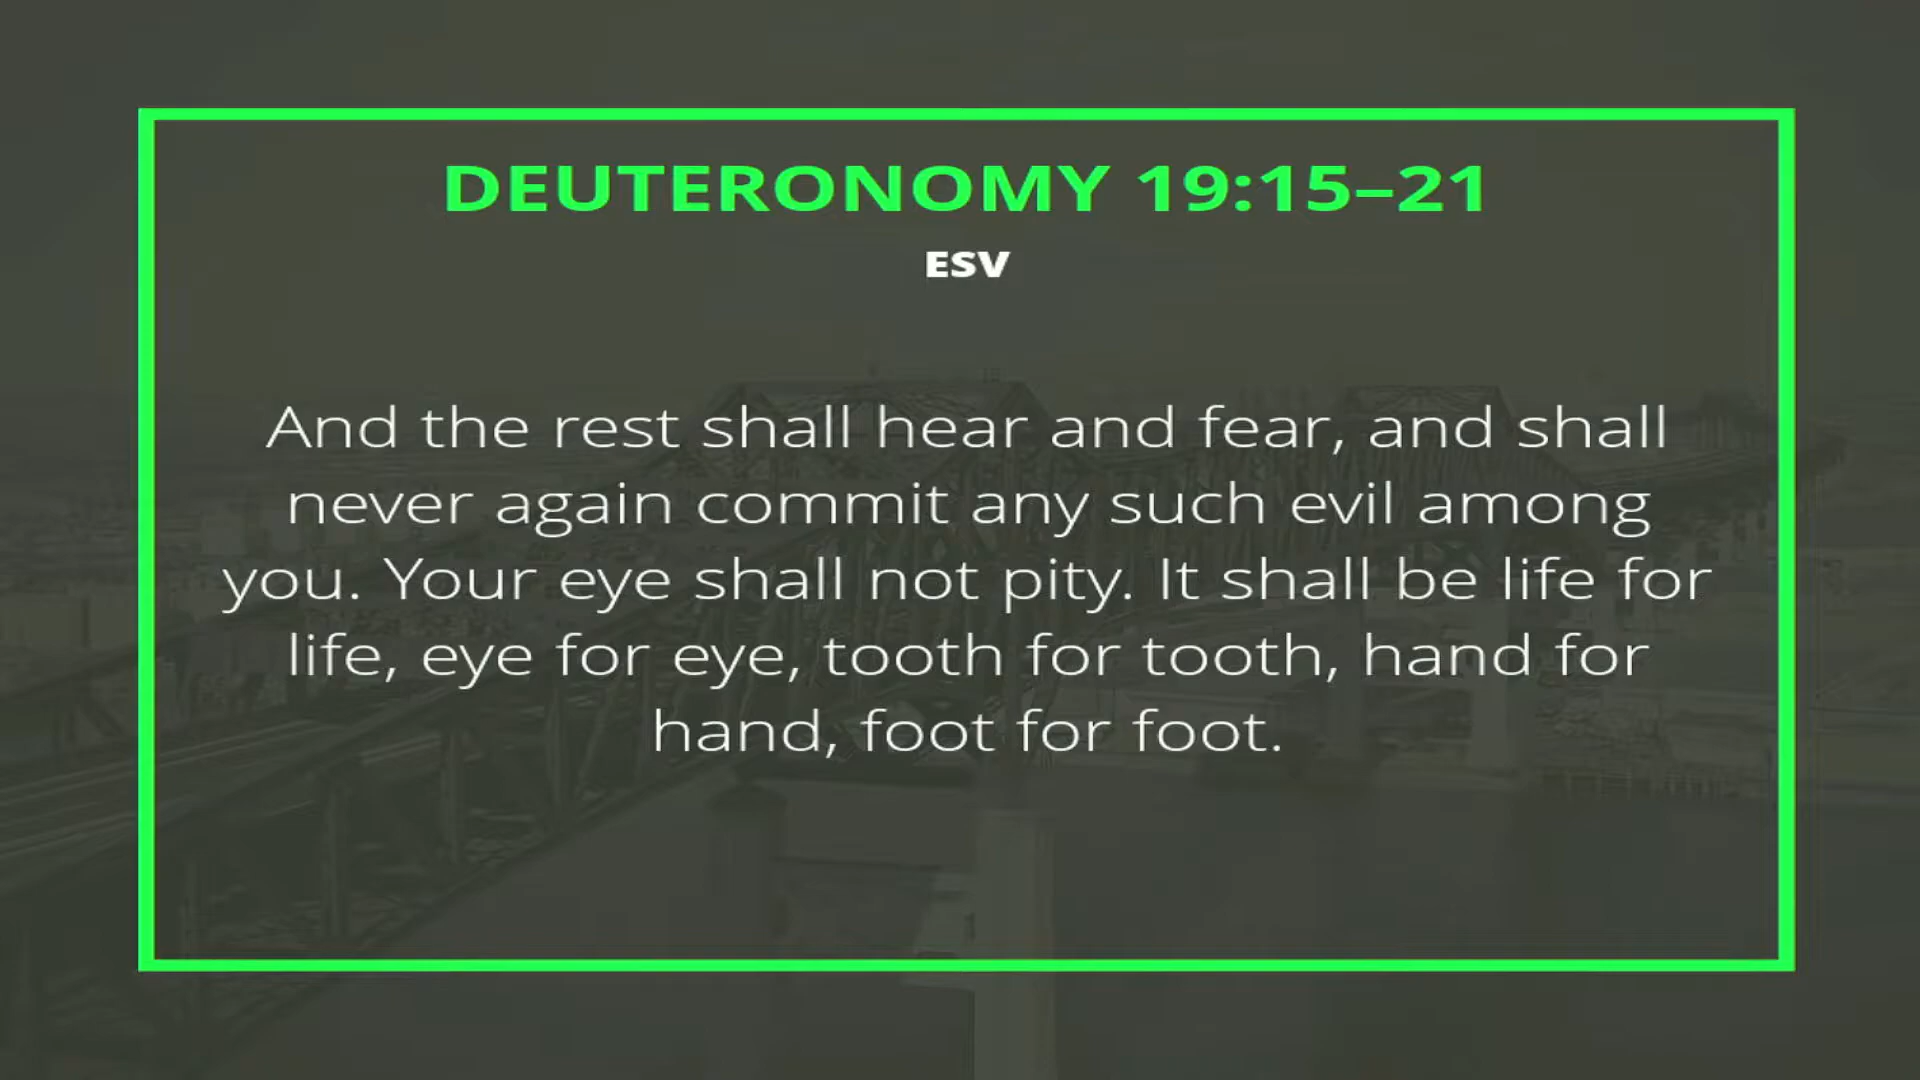 DEUTERONOMY 19:15–21
ESV
And the rest shall hear and fear, and shall
never again commit any such evil among
you. Your eye shall not pity. It shall be life for
life, eye for eye, tooth for tooth, hand for
hand, foot for foot.